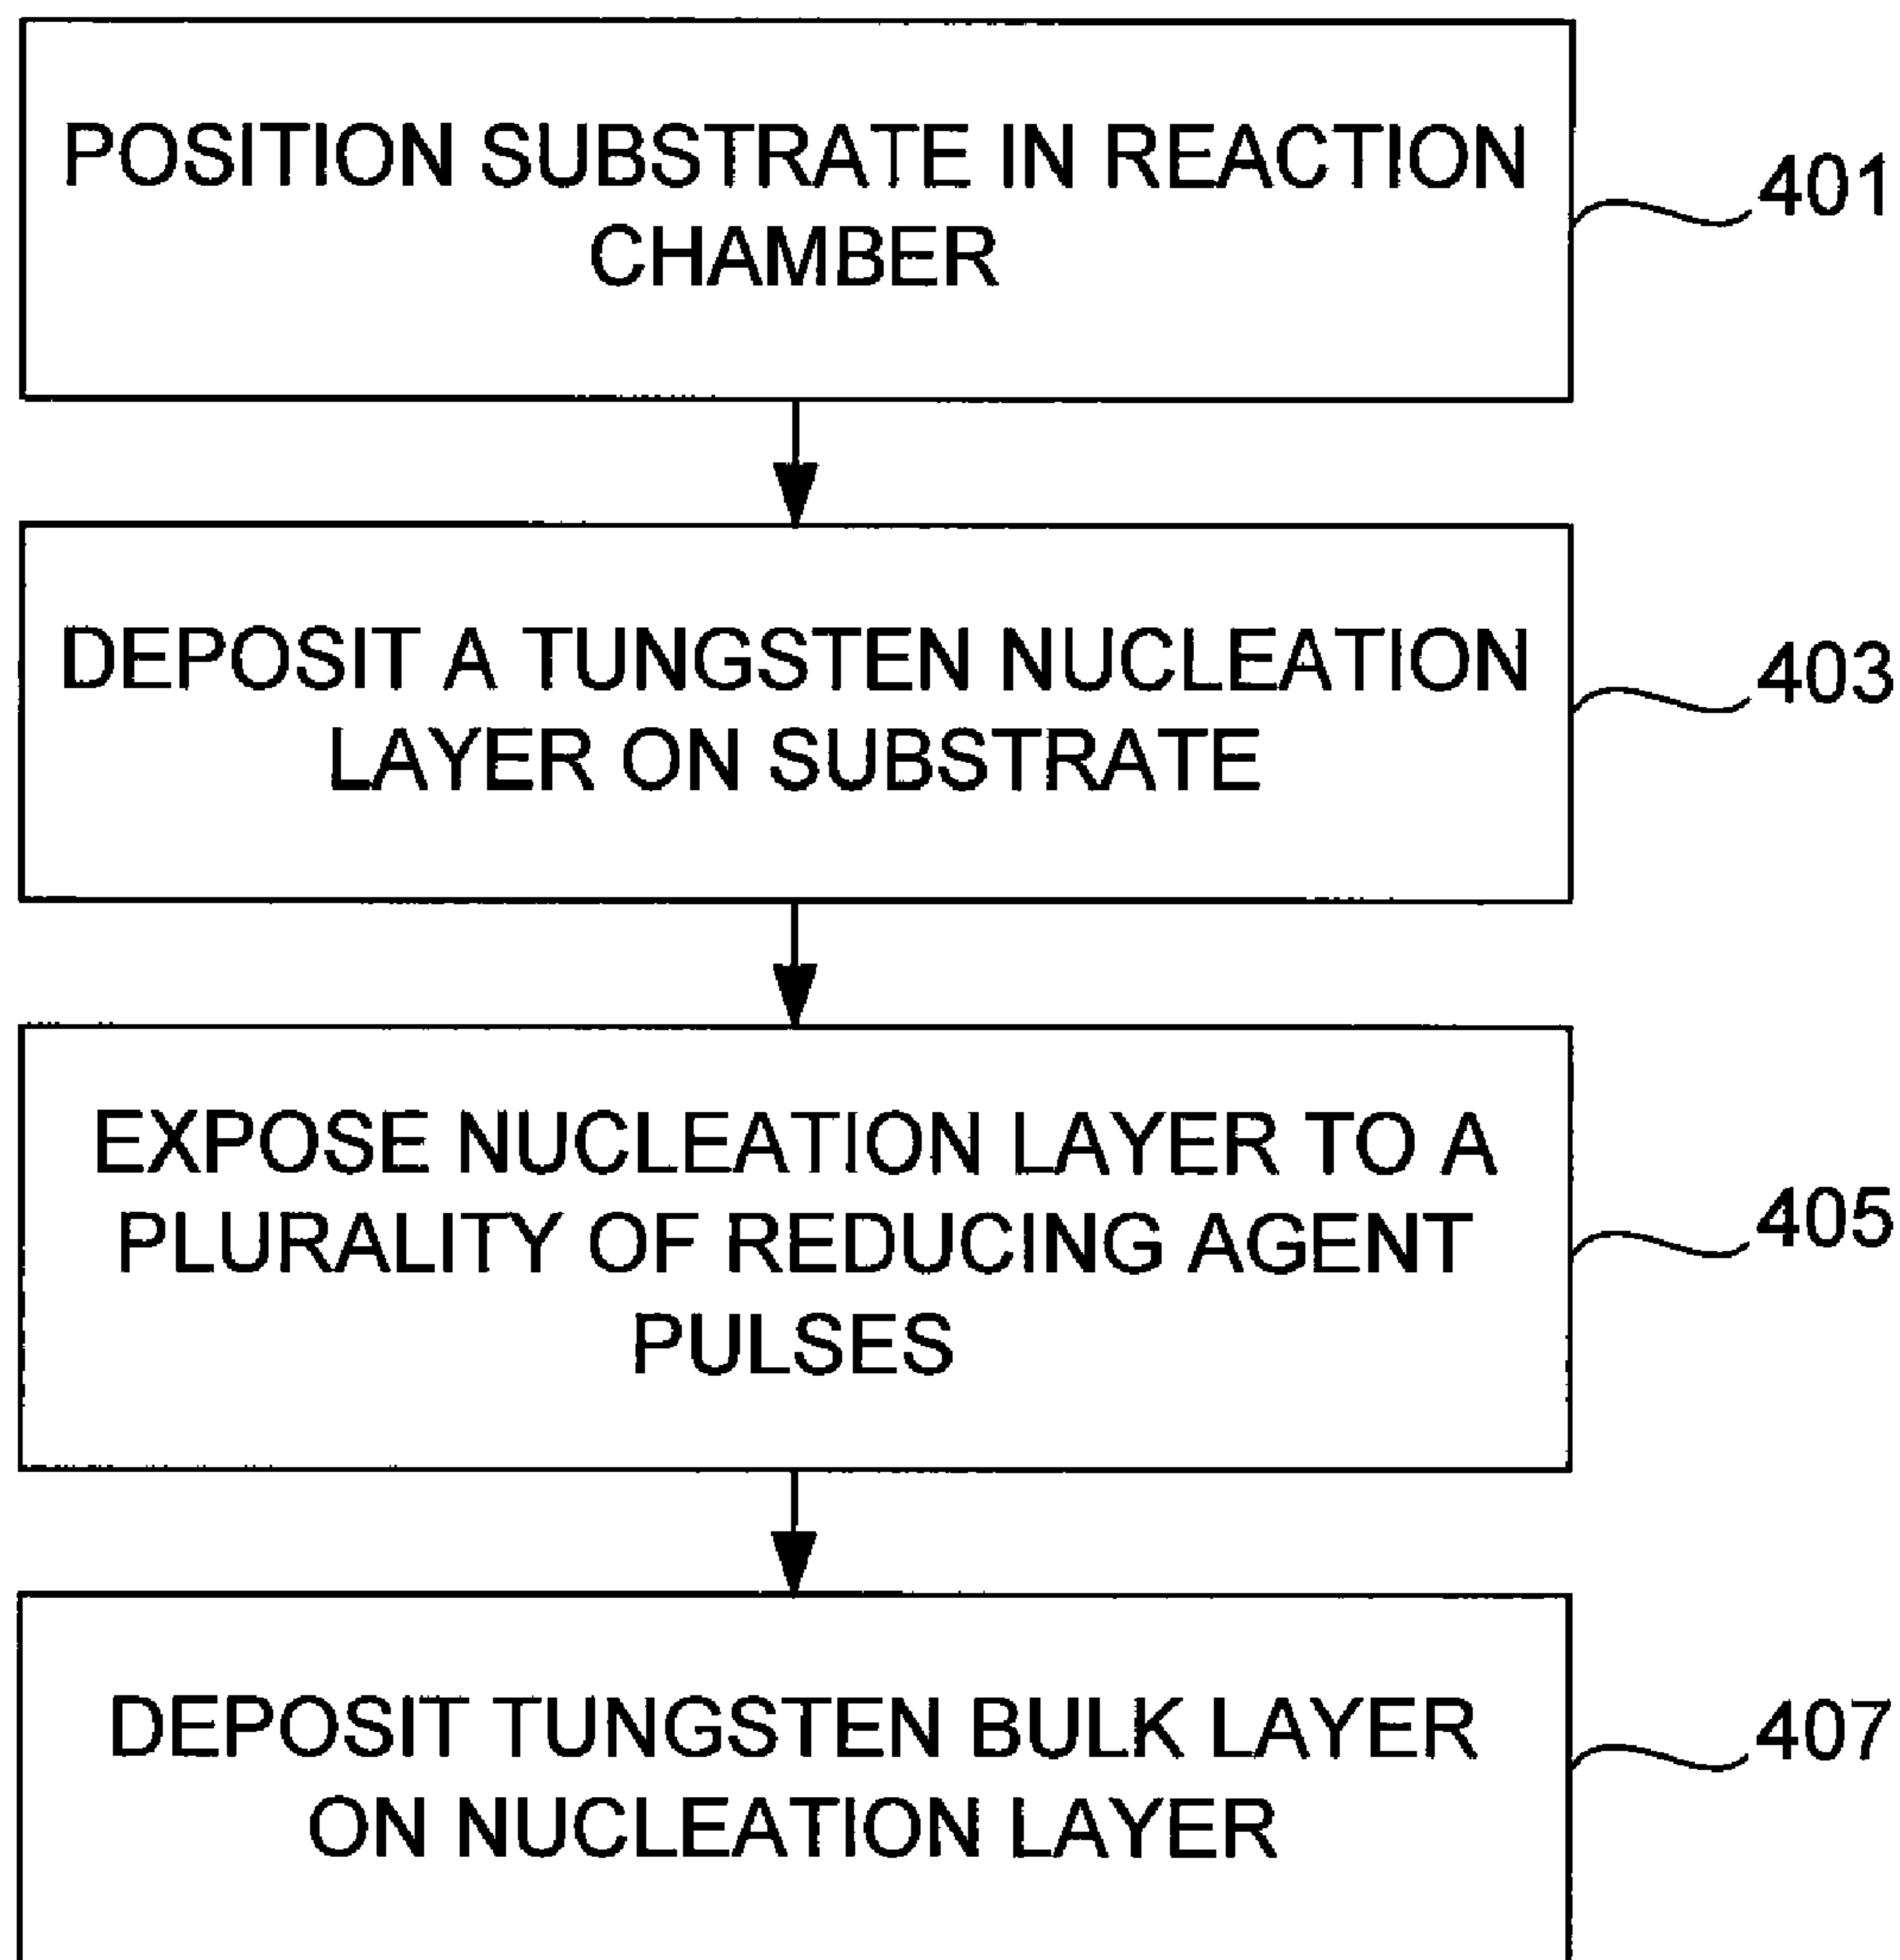 POSITION SUBSTRATE IN REACTION
CHAMBER
401
DEPOSIT A TUNGSTEN NUCLEATION
LAYER ON SUBSTRATE
403
EXPOSE NUCLEATION LAYER TO A
PLURALITY OF REDUCING AGENT
PULSES
405
DEPOSIT TUNGSTEN BULK LAYER
ON NUCLEATION LAYER
407